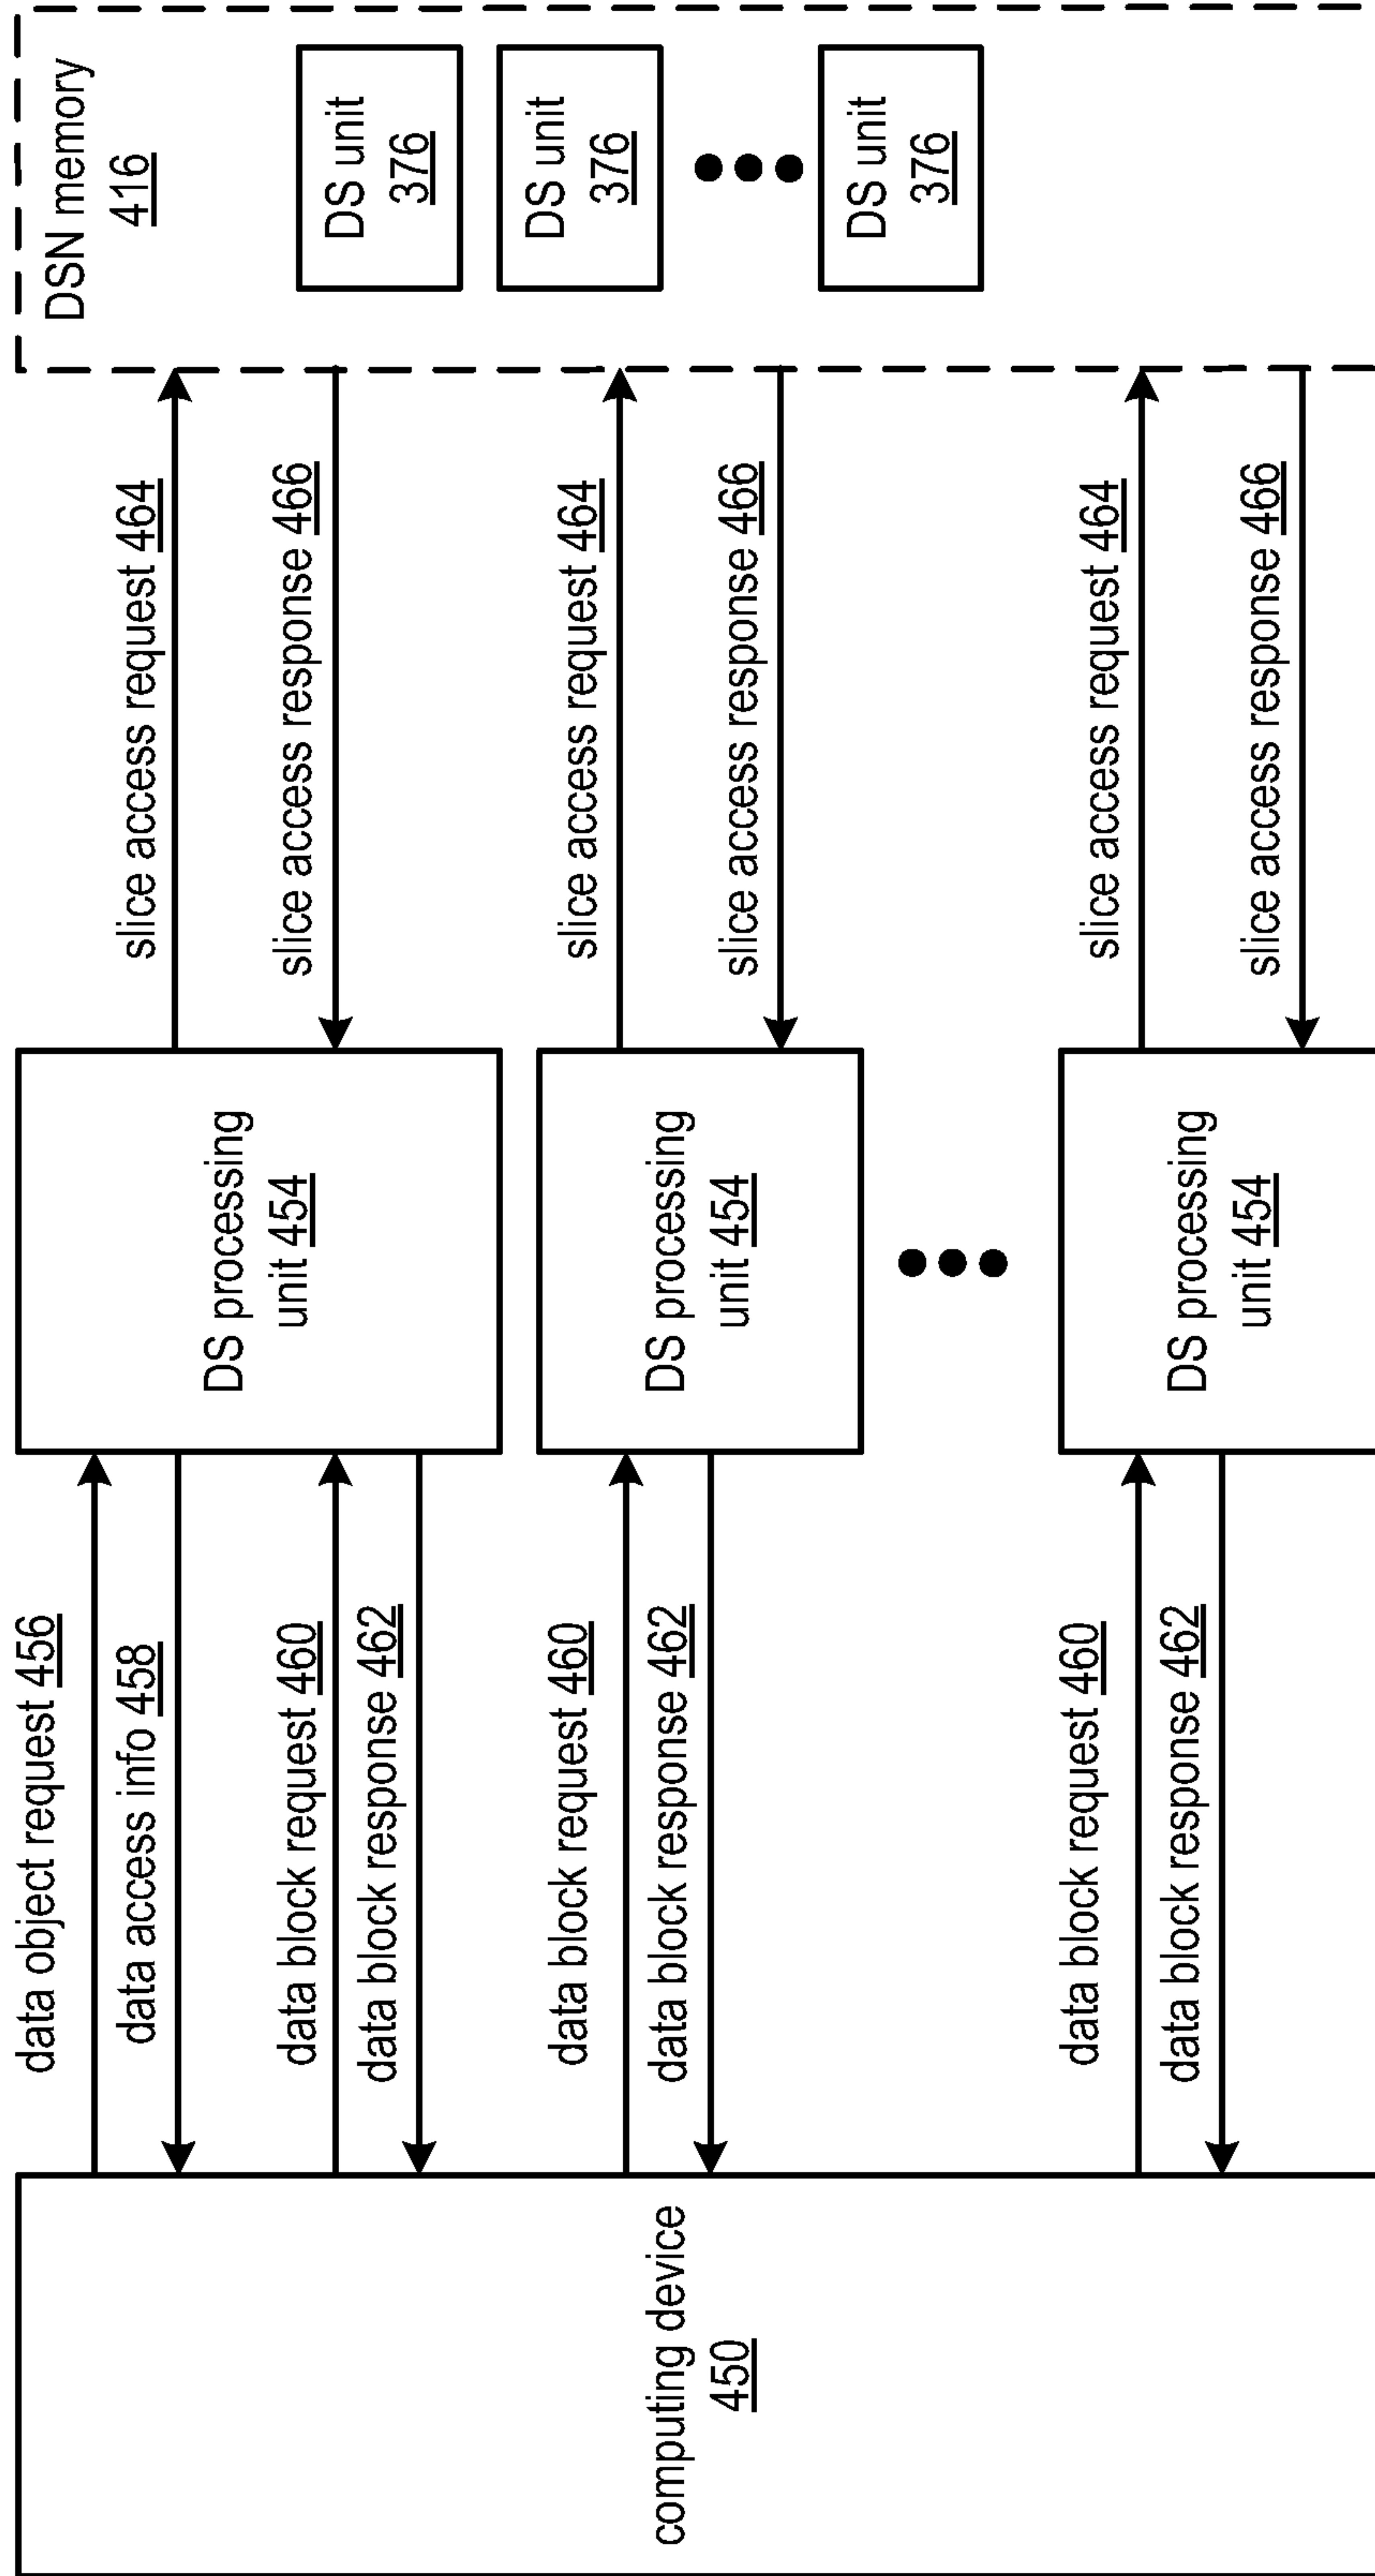 DSN memory
416
DS unit
376
DS unit
376
DS unit
376
slice access request 464
slice access response 466
slice access request 464
slice access response 466
slice access request 464
slice access response 466
DS processing
unit 454
DS processing
unit 454
DS processing
unit 454
data object request 456
data access info 458
data block request 460
data block response 462
data block request 460
data block response 462
data block request 460
data block response 462
computing device
450